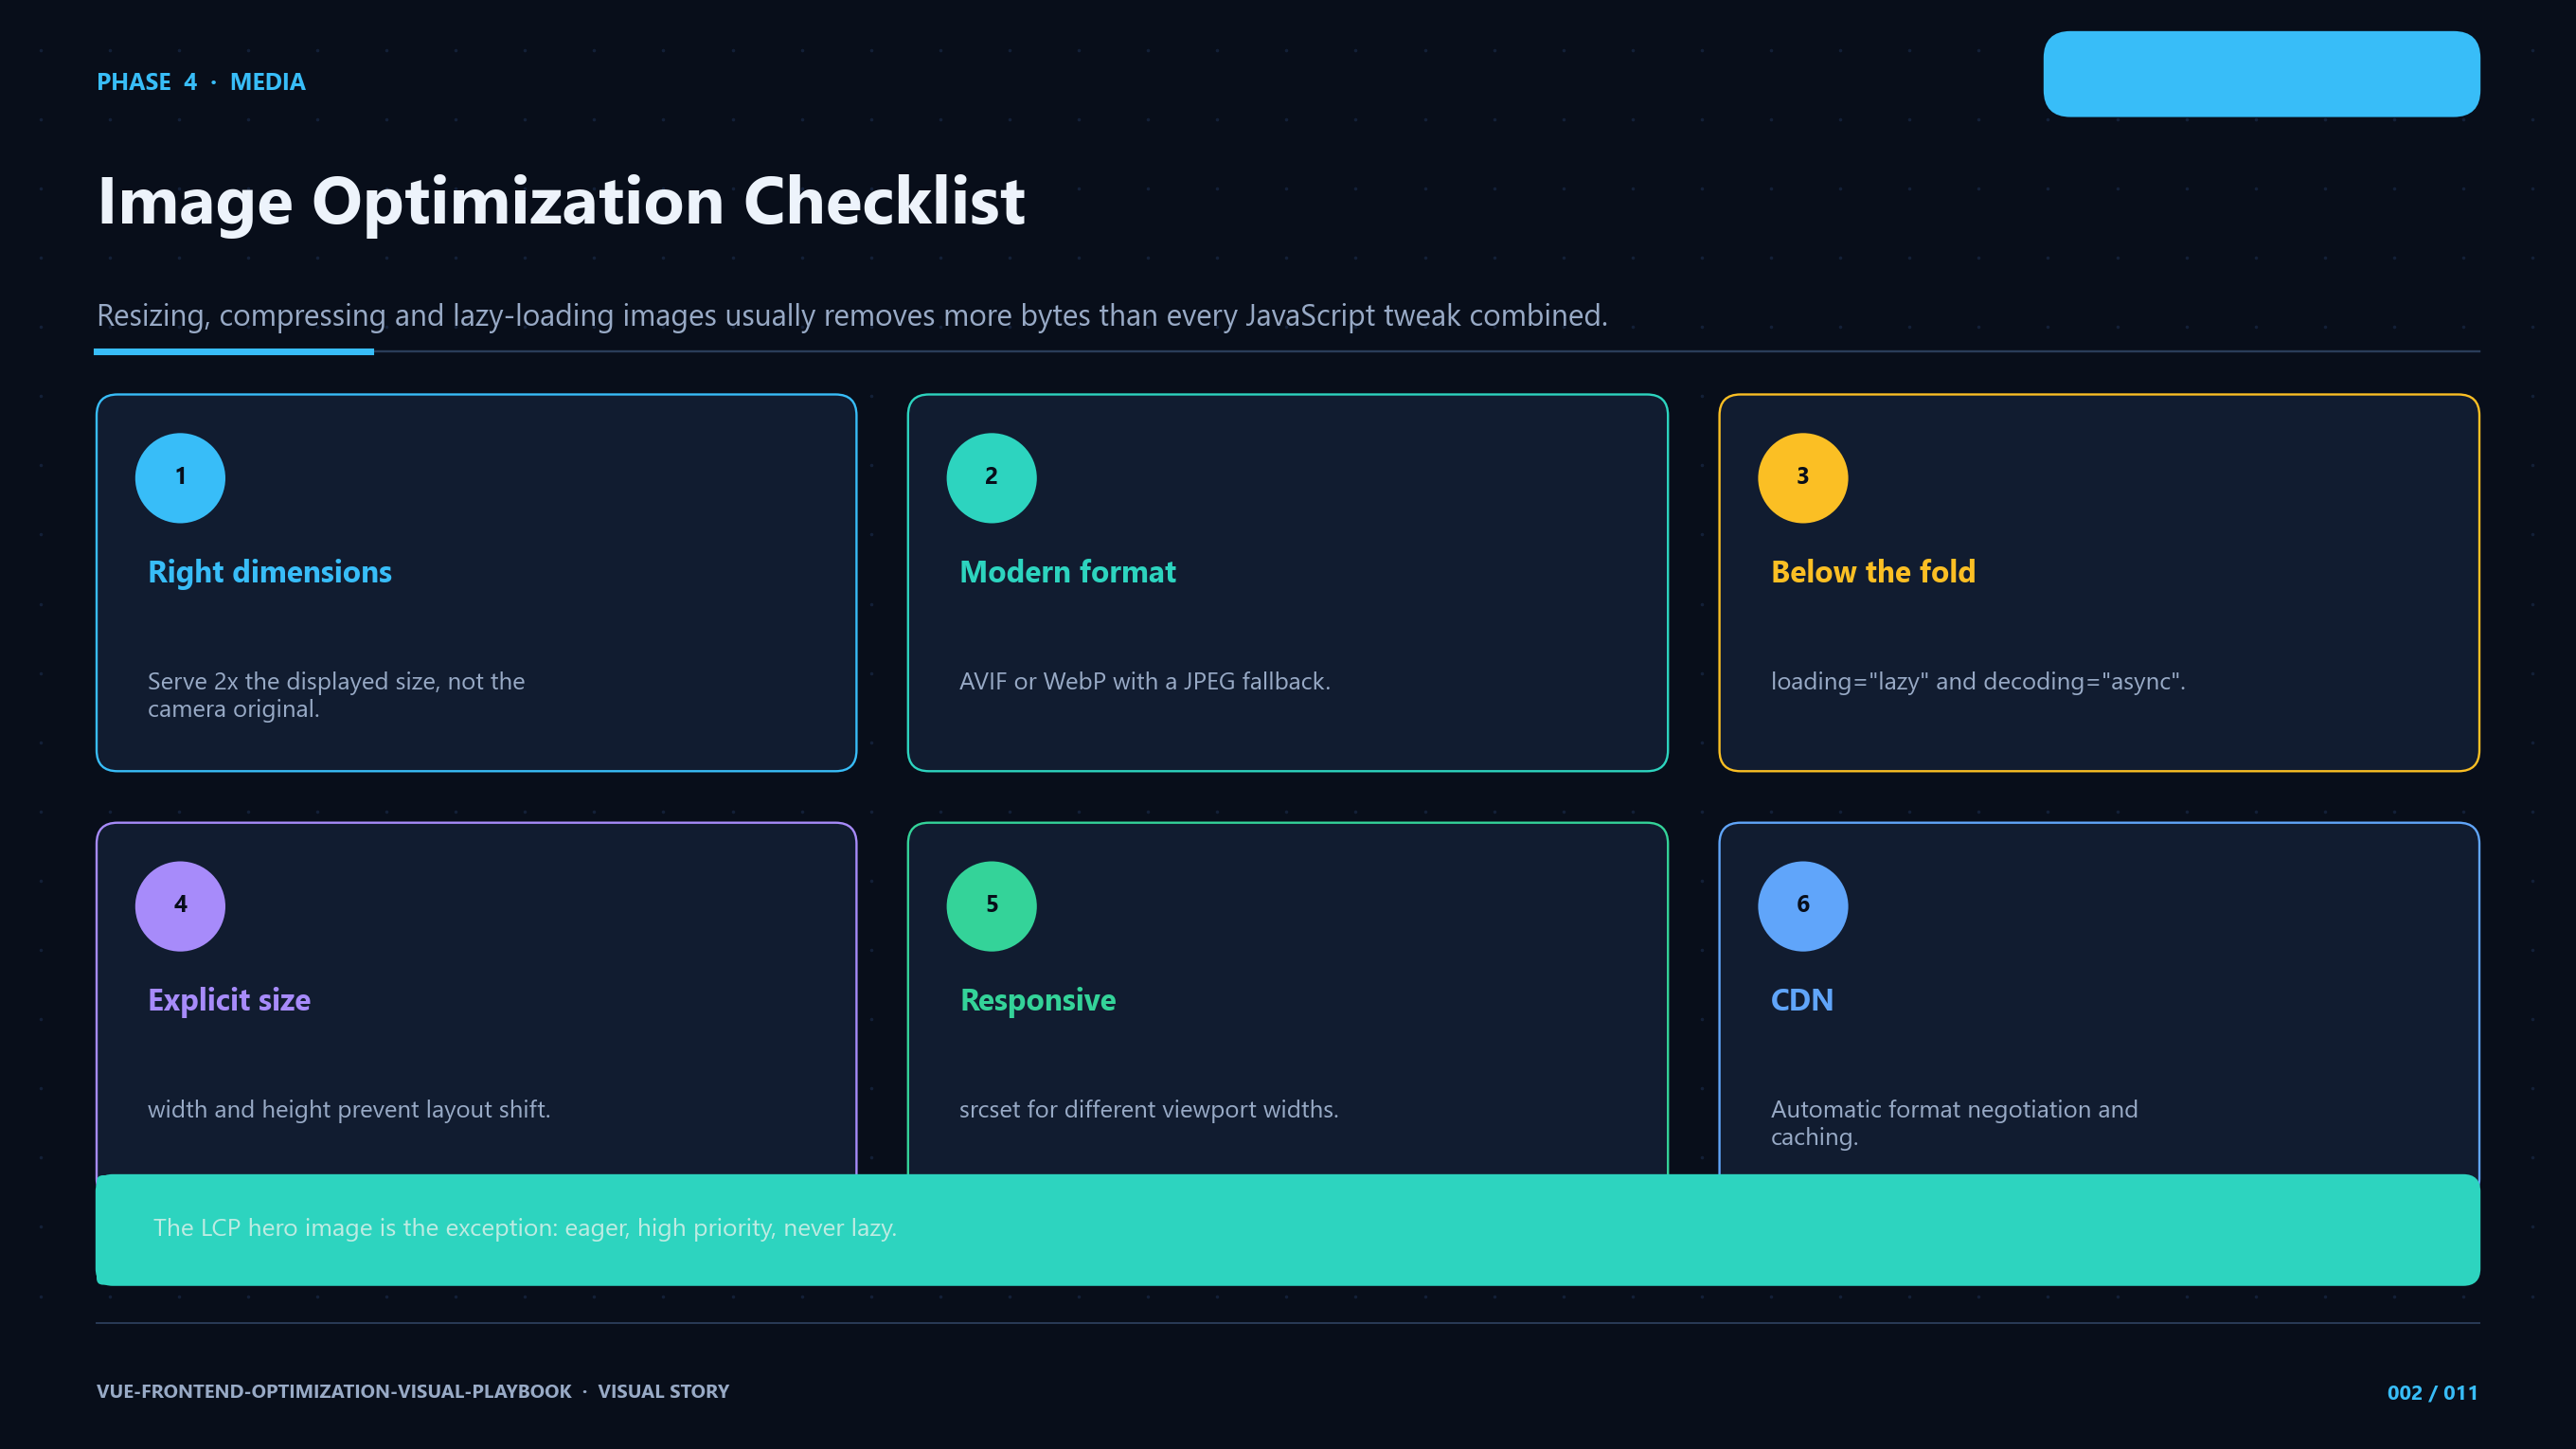 PHASE 4 · MEDIA
Image Optimization Checklist
Resizing, compressing and lazy-loading images usually removes more bytes than every JavaScript tweak combined.
1
Right dimensions
Serve 2x the displayed size, not the
camera original.
2
Modern format
AVIF or WebP with a JPEG fallback.
3
Below the fold
loading="lazy" and decoding="async".
4
Explicit size
width and height prevent layout shift.
5
Responsive
srcset for different viewport widths.
6
CDN
Automatic format negotiation and
caching.
The LCP hero image is the exception: eager, high priority, never lazy.
VUE-FRONTEND-OPTIMIZATION-VISUAL-PLAYBOOK · VISUAL STORY
002 / 011